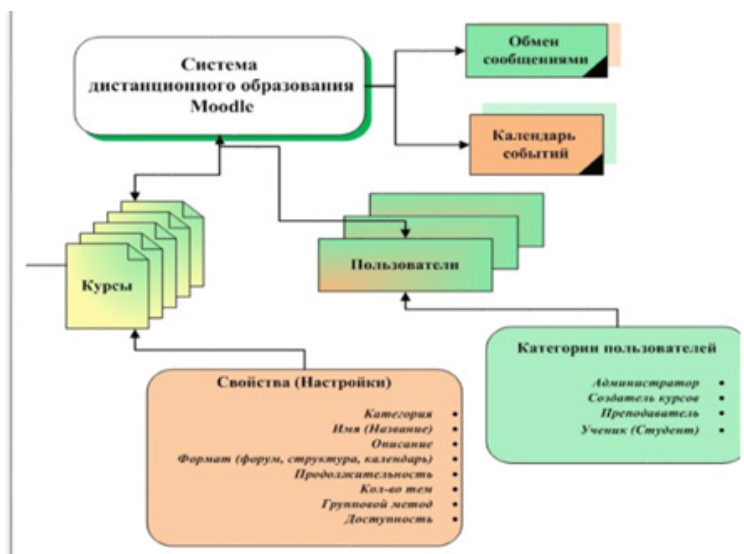 Система
дистанционного образования
Moodle
Обмен
сообщениями
Календарь
событий
Курсы
Пользователи
Свойства (Настройки)
Категория •
Имя (Название) •
Описание •
Формат (форум, структура, календарь) •
Продолжительность •
Кол-во тем •
Групповой метод •
Доступность •
Категории пользователей
Администратор •
Создатель курсов •
Преподаватель •
Ученик (Студент) •